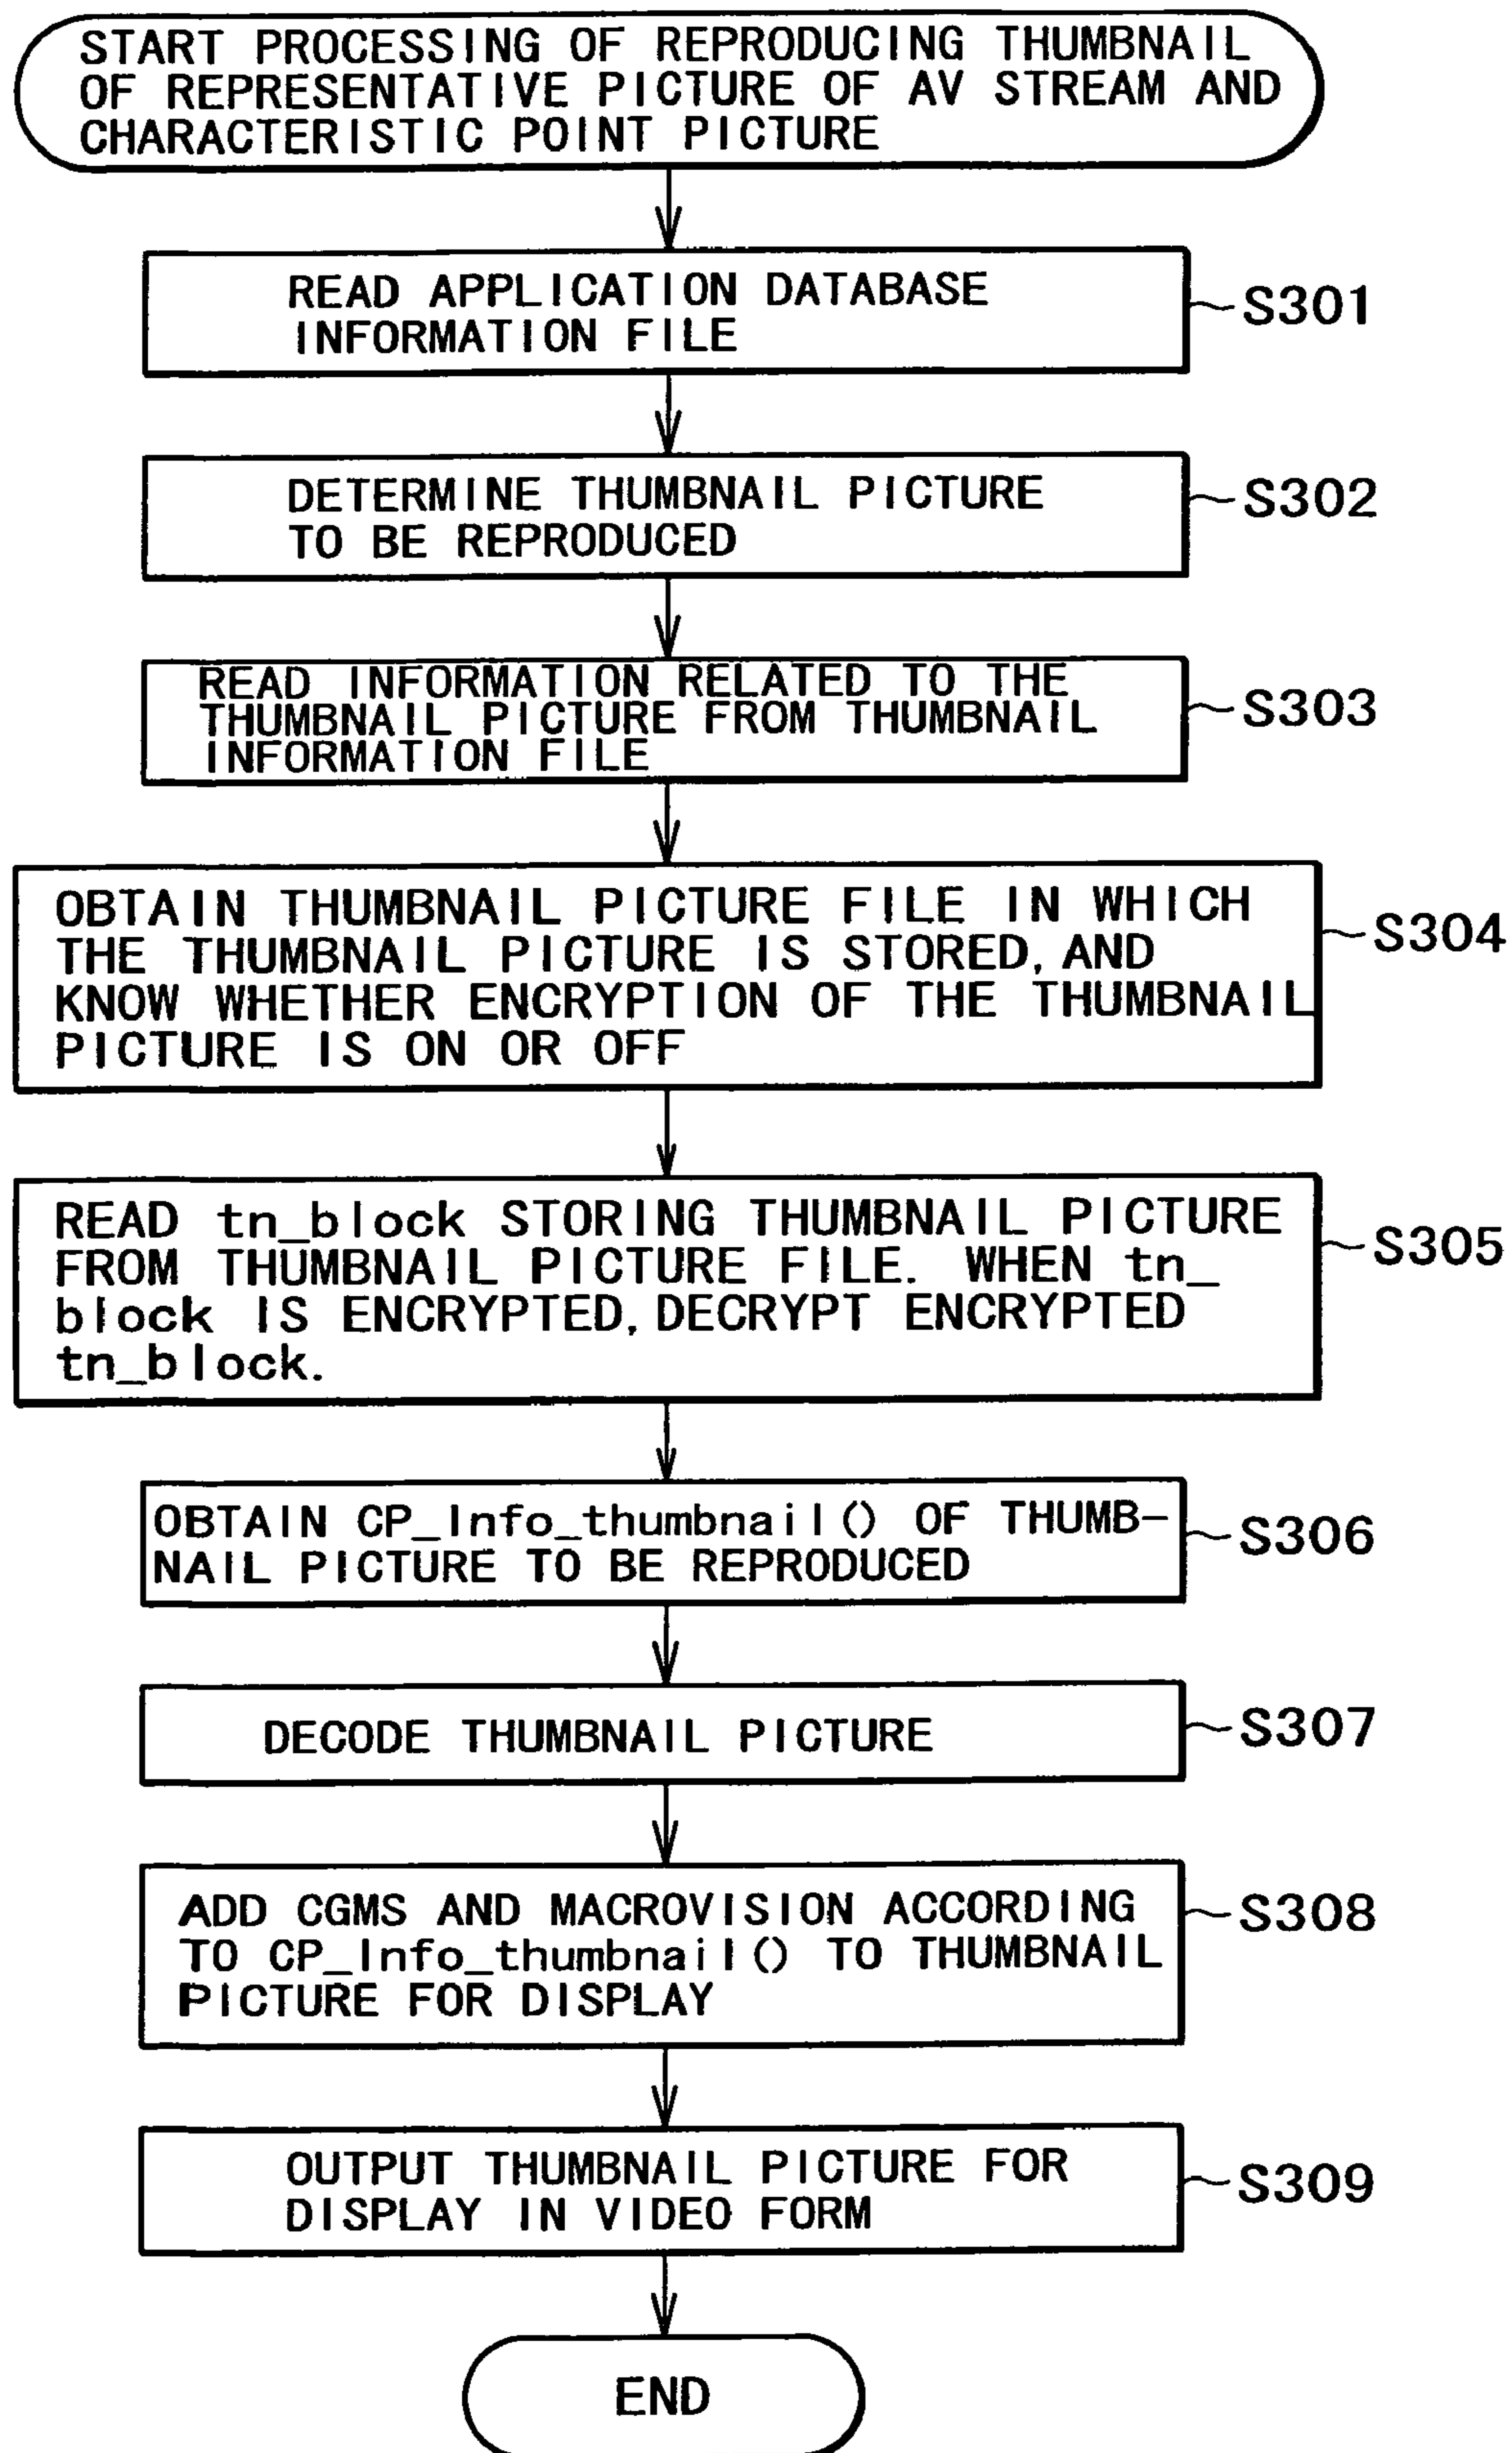 START PROCESSING OF REPRODUCING THUMBNAIL
OF REPRESENTATIVE PICTURE OF AV STREAM AND
CHARACTERISTIC POINT PICTURE
READ APPLICATION DATABASE
INFORMATION FILE
S301
DETERMINE THUMBNAIL PICTURE
TO BE REPRODUCED
S302
READ INFORMATION RELATED TO THE
THUMBNAIL PICTURE FROM THUMBNAIL
INFORMATION FILE
S303
OBTAIN THUMBNAIL PICTURE FILE IN WHICH
THE THUMBNAIL PICTURE IS STORED, AND
KNOW WHETHER ENCRYPTION OF THE THUMBNAIL
PICTURE IS ON OR OFF
S304
READ tn_block STORING THUMBNAIL PICTURE
FROM THUMBNAIL PICTURE FILE. WHEN tn_
block IS ENCRYPTED, DECRYPT ENCRYPTED
tn_block.
S305
OBTAIN CP_Info_thumbnail() OF THUMB-
NAIL PICTURE TO BE REPRODUCED
S306
DECODE THUMBNAIL PICTURE
S307
ADD CGMS AND MACROVISION ACCORDING
TO CP_Info_thumbnail() TO THUMBNAIL
PICTURE FOR DISPLAY
S308
OUTPUT THUMBNAIL PICTURE FOR
DISPLAY IN VIDEO FORM
S309
END